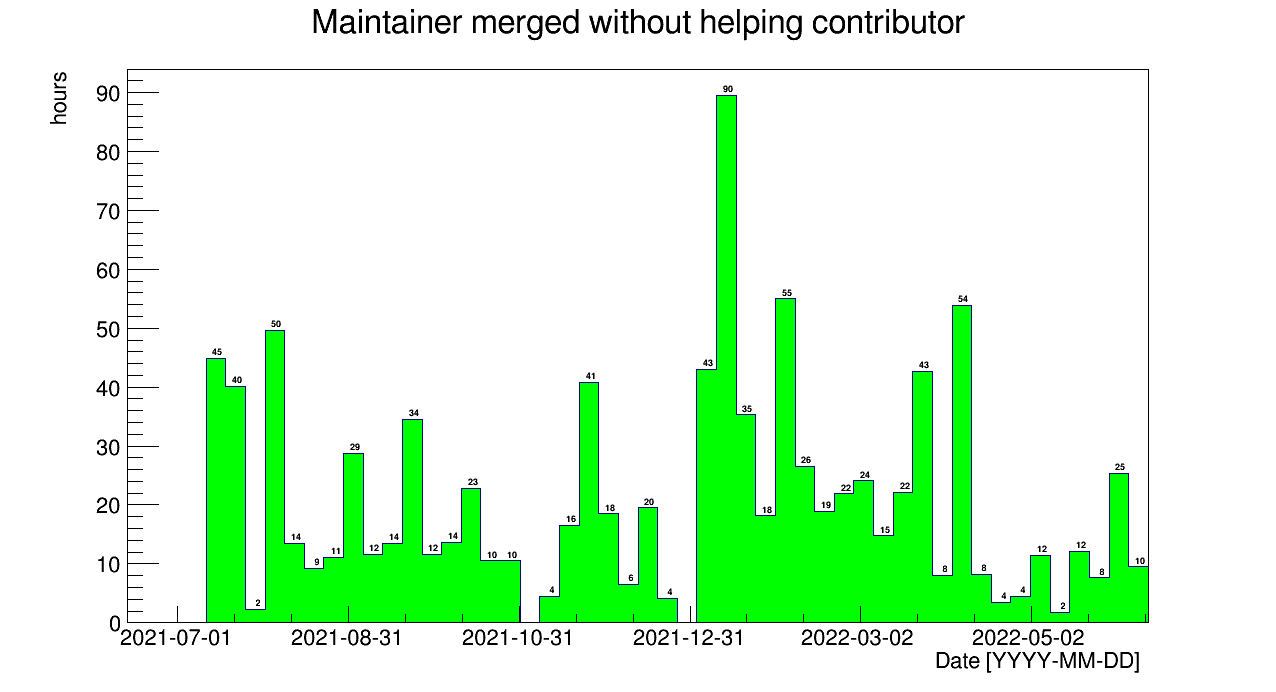 Maintainer merged without helping contributor
hours
90
80
70
60
50
40
30
20
10
0
45 40 2 50 14 9 11 29 12 14 34 12 14 23 10 10 4 16 41 18 6 20 4 43 90 35 18 55 26 19 22 24 15 22 43 8 54 8 4 4 12 2 12 8 25 10
2021-07-01 2021-08-31 2021-10-31 2021-12-31 2022-03-02 2022-05-02
Date [YYYY-MM-DD]